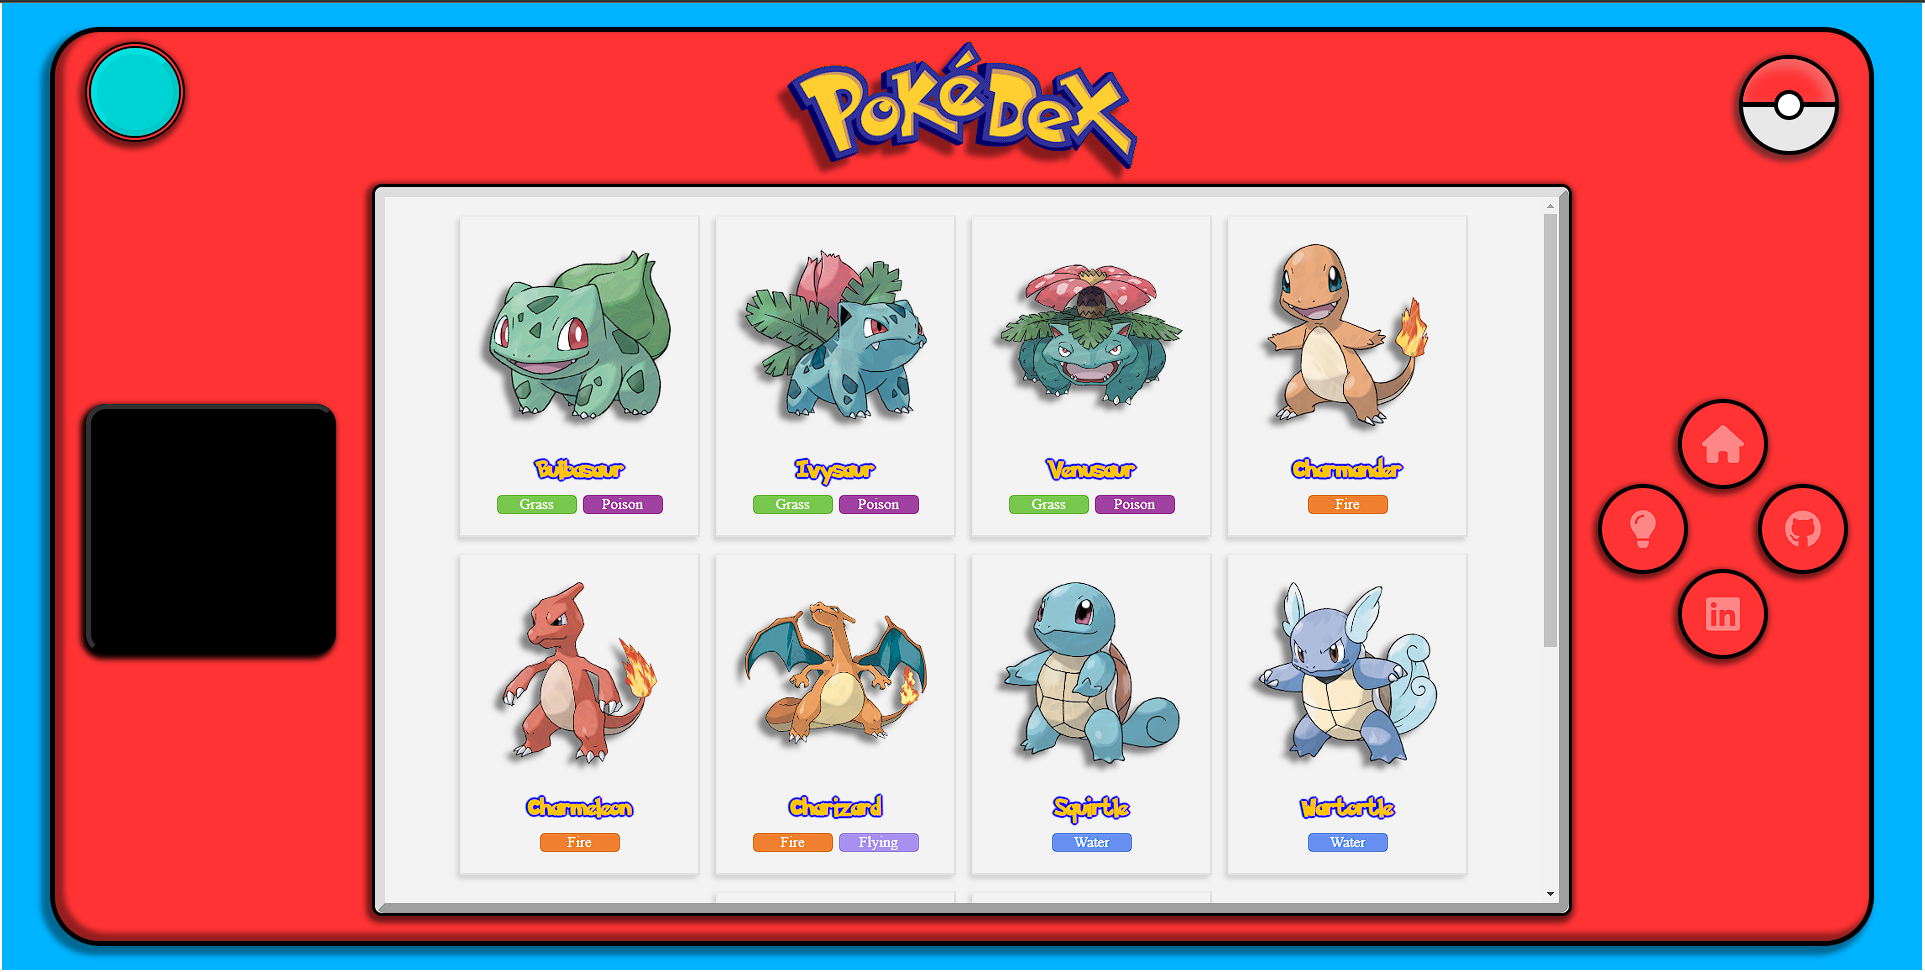 PoKéDeX
Bulbasaur
Grass Poison
Ivysaur
Grass Poison
Venusaur
Grass Poison
Charmander
Fire
Charmeleon
Fire
Charizard
Fire Flying
Squirtle
Water
Wartortle
Water
in